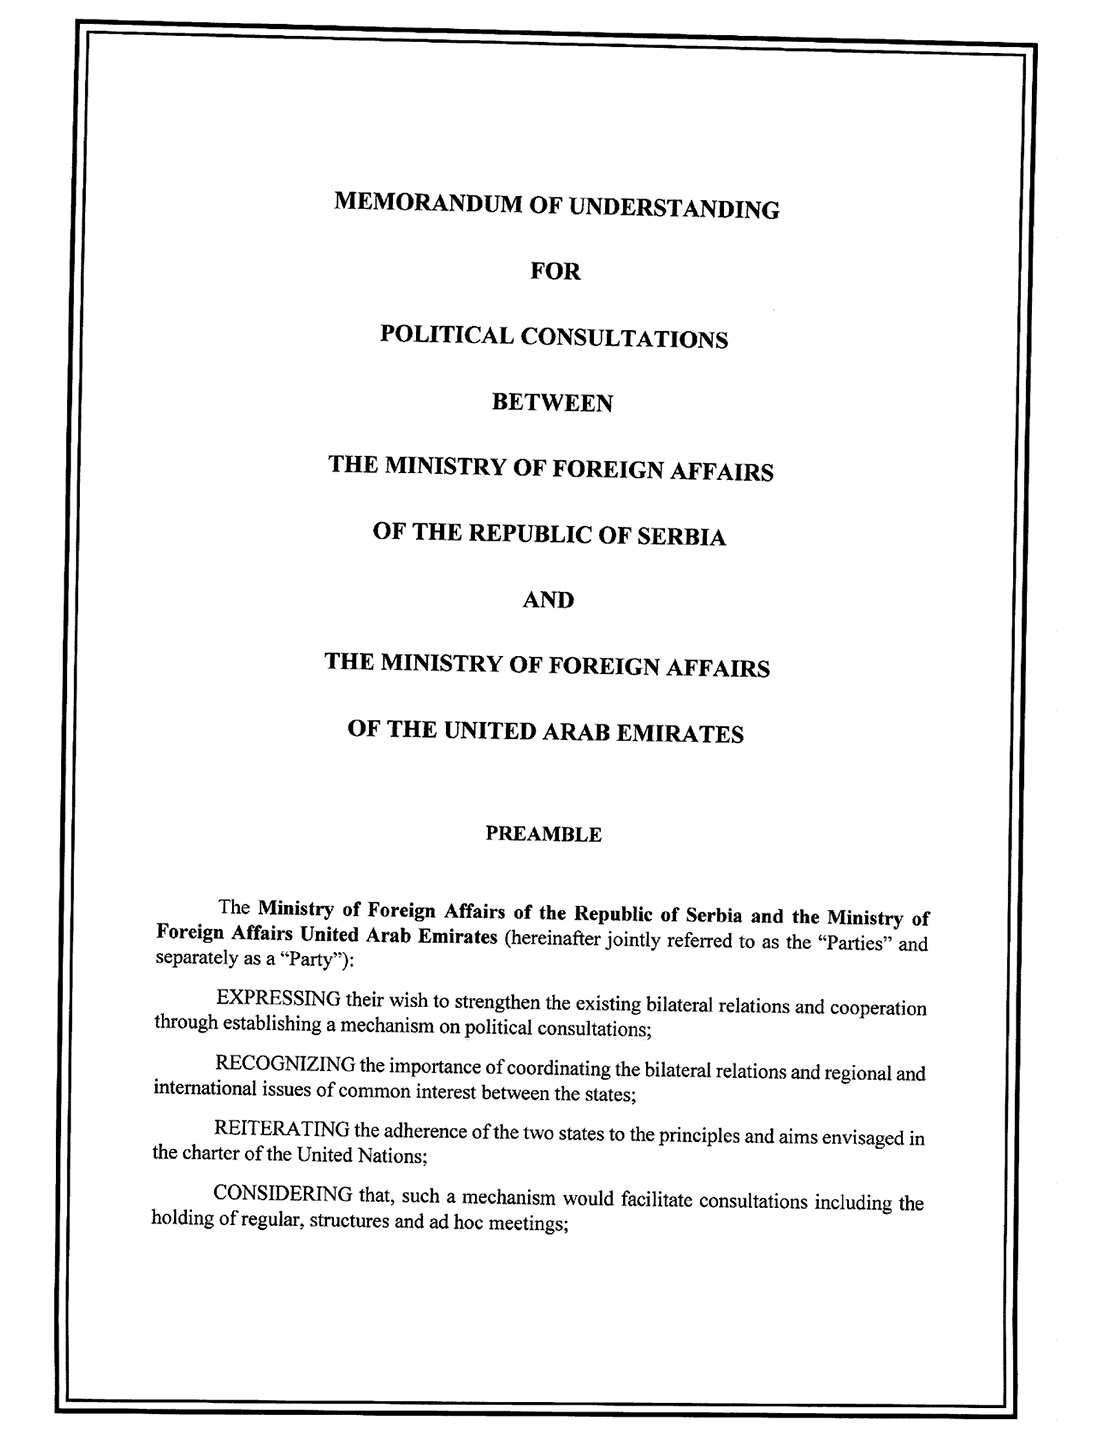 MEMORANDUM OF UNDERSTANDING
FOR
POLITICAL CONSULTATIONS
BETWEEN
THE MINISTRY OF FOREIGN AFFAIRS
OF THE REPUBLIC OF SERBIA
AND
THE MINISTRY OF FOREIGN AFFAIRS
OF THE UNITED ARAB EMIRATES
PREAMBLE
The Ministry of Foreign Affairs of the Republic of Serbia and the Ministry of
Foreign Affairs United Arab Emirates (hereinafter jointly referred to as the “Parties” and
separately as a “Party”):
EXPRESSING their wish to strengthen the existing bilateral relations and cooperation
through establishing a mechanism on political consultations;
RECOGNIZING the importance of coordinating the bilateral relations and regional and
international issues of common interest between the states;
REITERATING the adherence of the two states to the principles and aims envisaged in
the charter of the United Nations;
CONSIDERING that, such a mechanism would facilitate consultations including the
holding of regular, structures and ad hoc meetings;